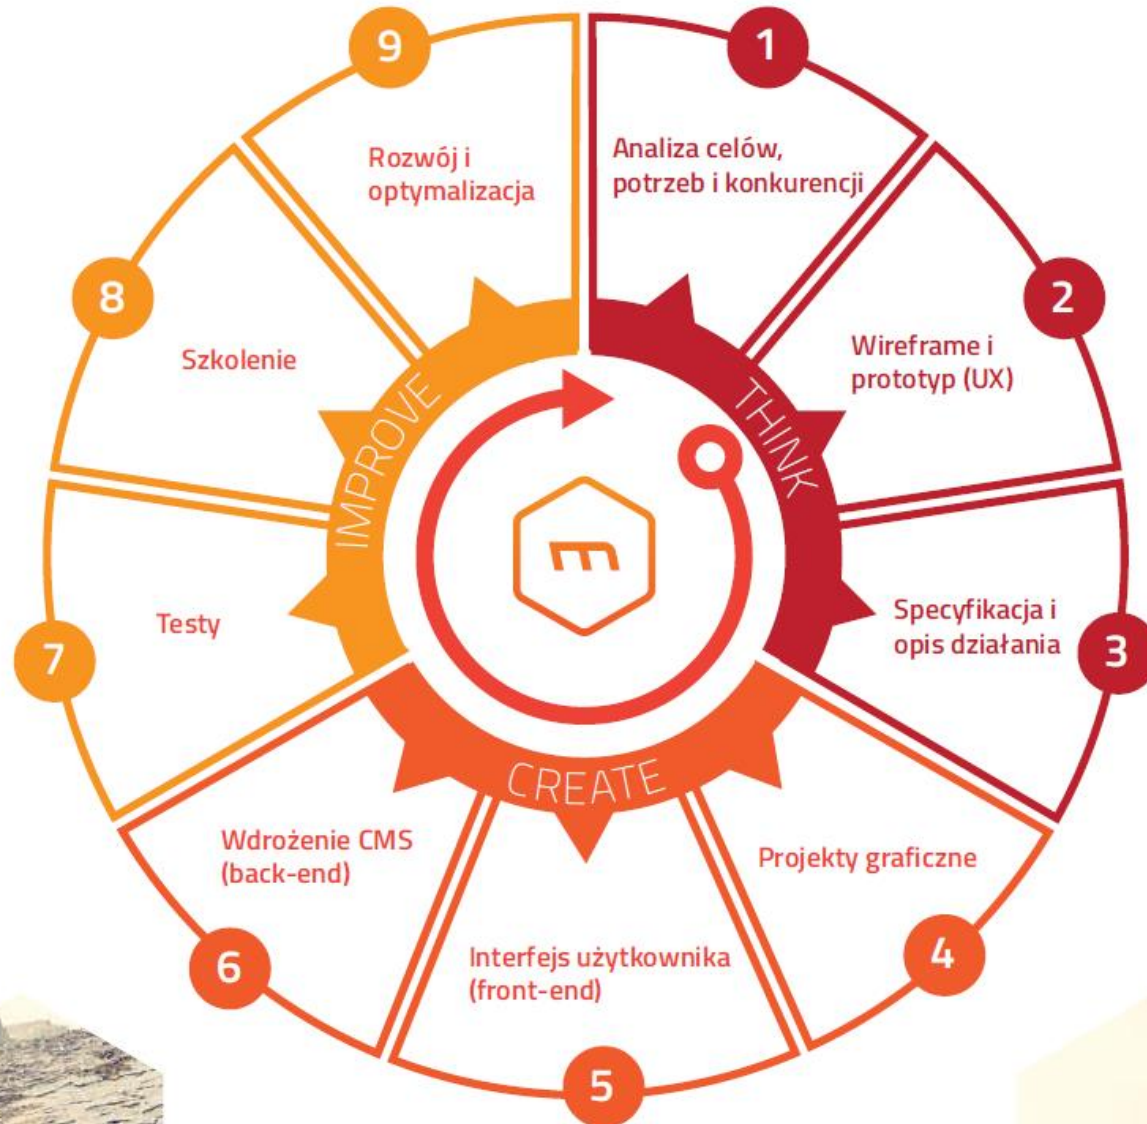 1
Analiza celów,
potrzeb i konkurencji
2
Wireframe i
prototyp (UX)
3
Specyfikacja i
opis działania
4
Projekty graficzne
5
Interfejs użytkownika
(front-end)
6
Wdrożenie CMS
(back-end)
7
Testy
8
Szkolenie
9
Rozwój i
optymalizacja
THINK
CREATE
IMPROVE
m